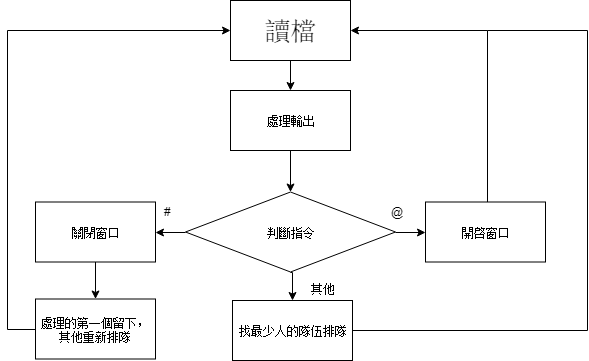 讀檔
處理輸出
#
@
關閉窗口
判斷指令
開啓窗口
其他
處理的第一個留下，
其他重新排隊
找最少人的隊伍排隊